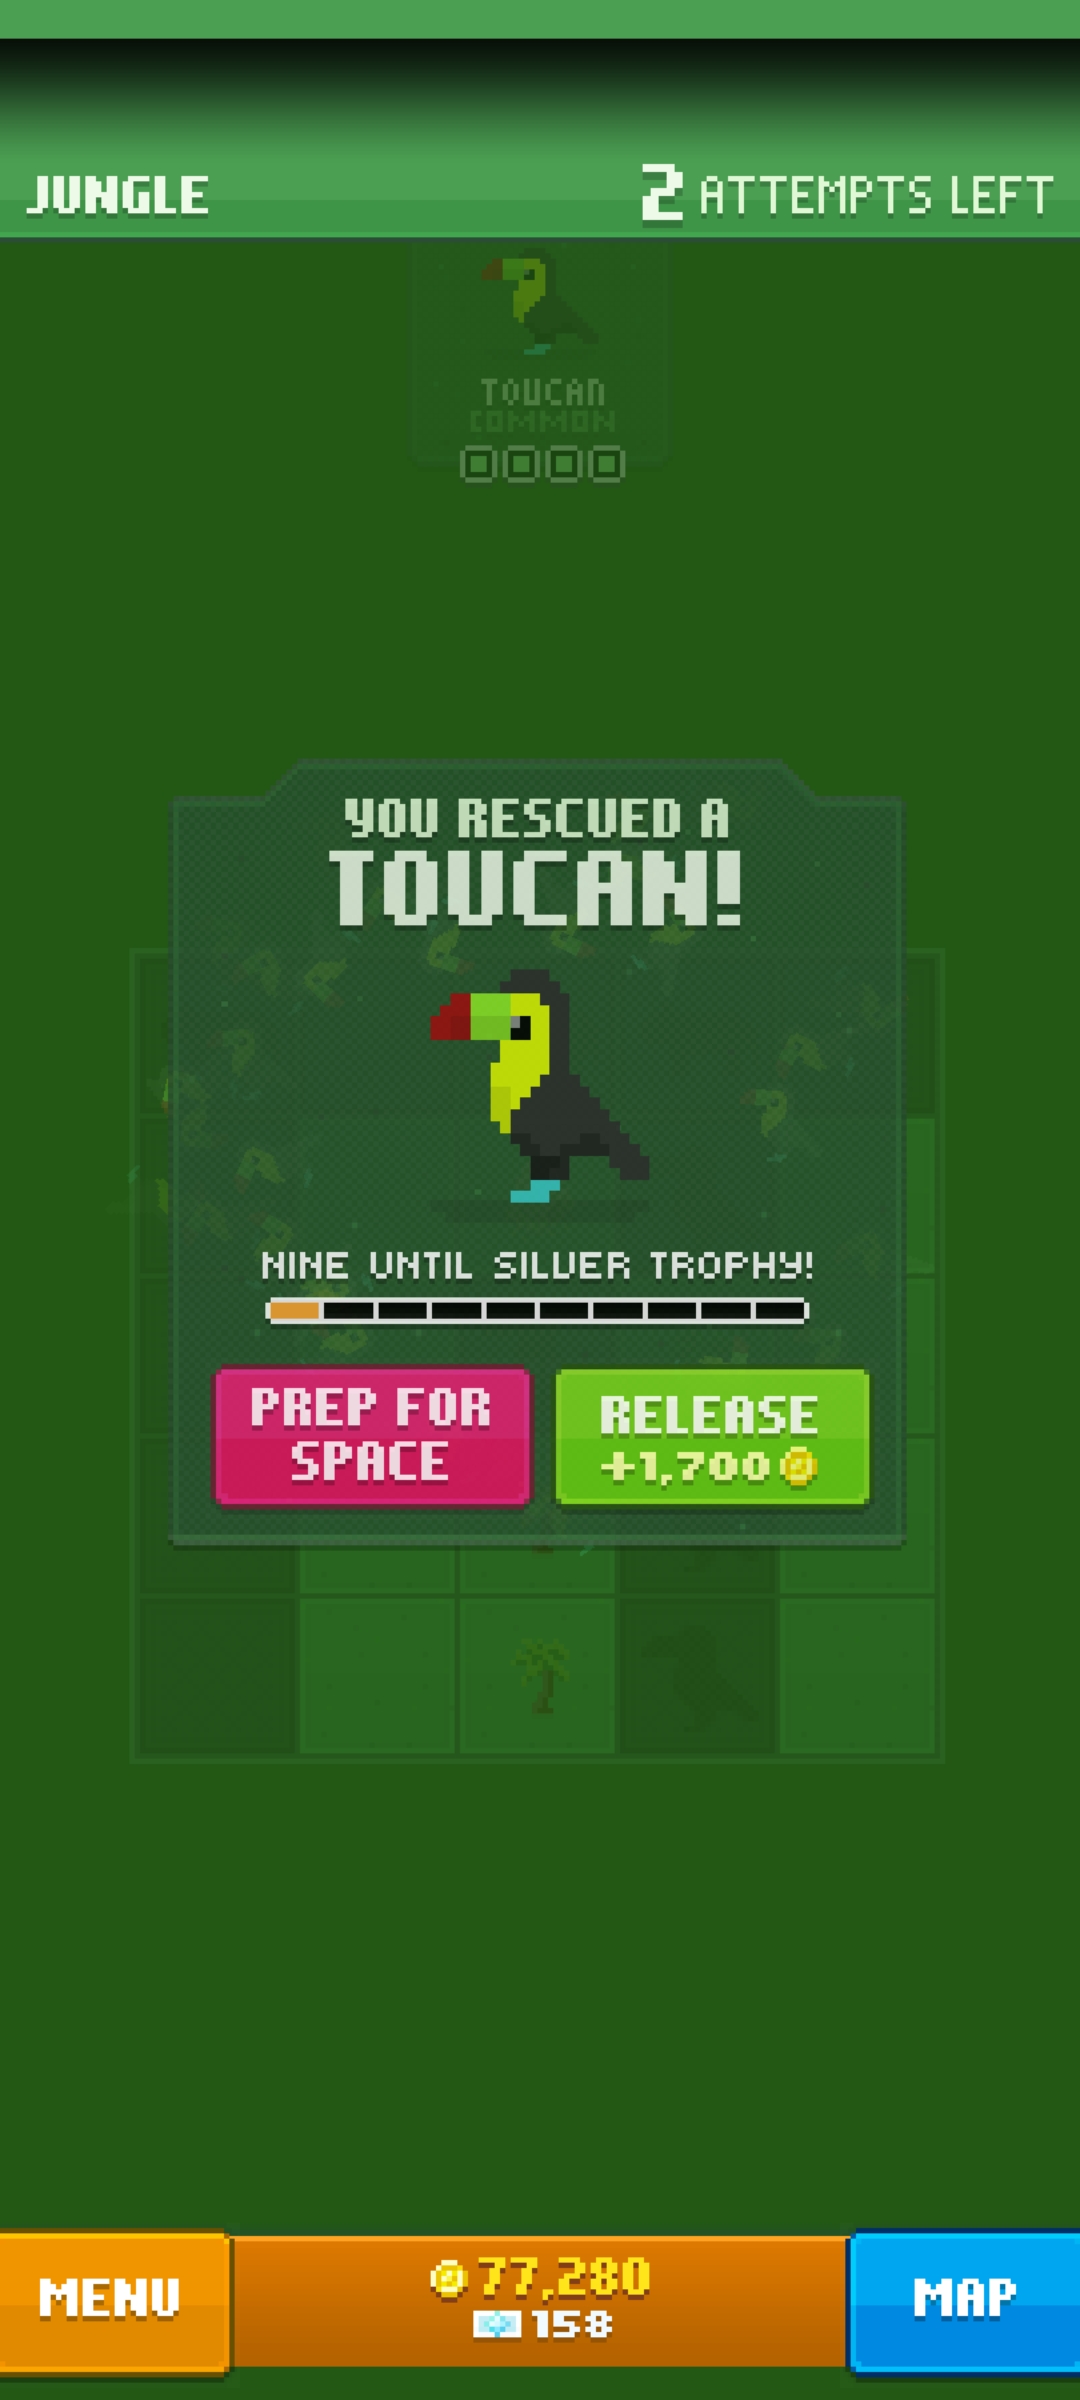 JUNGLE
2 ATTEMPTS LEFT
TOUCAN
COMMON
YOU RESCUED A
TOUCAN!
NINE UNTIL SILVER TROPHY!
PREP FOR
SPACE
RELEASE
+1,700
MENU
77,280
158
MAP